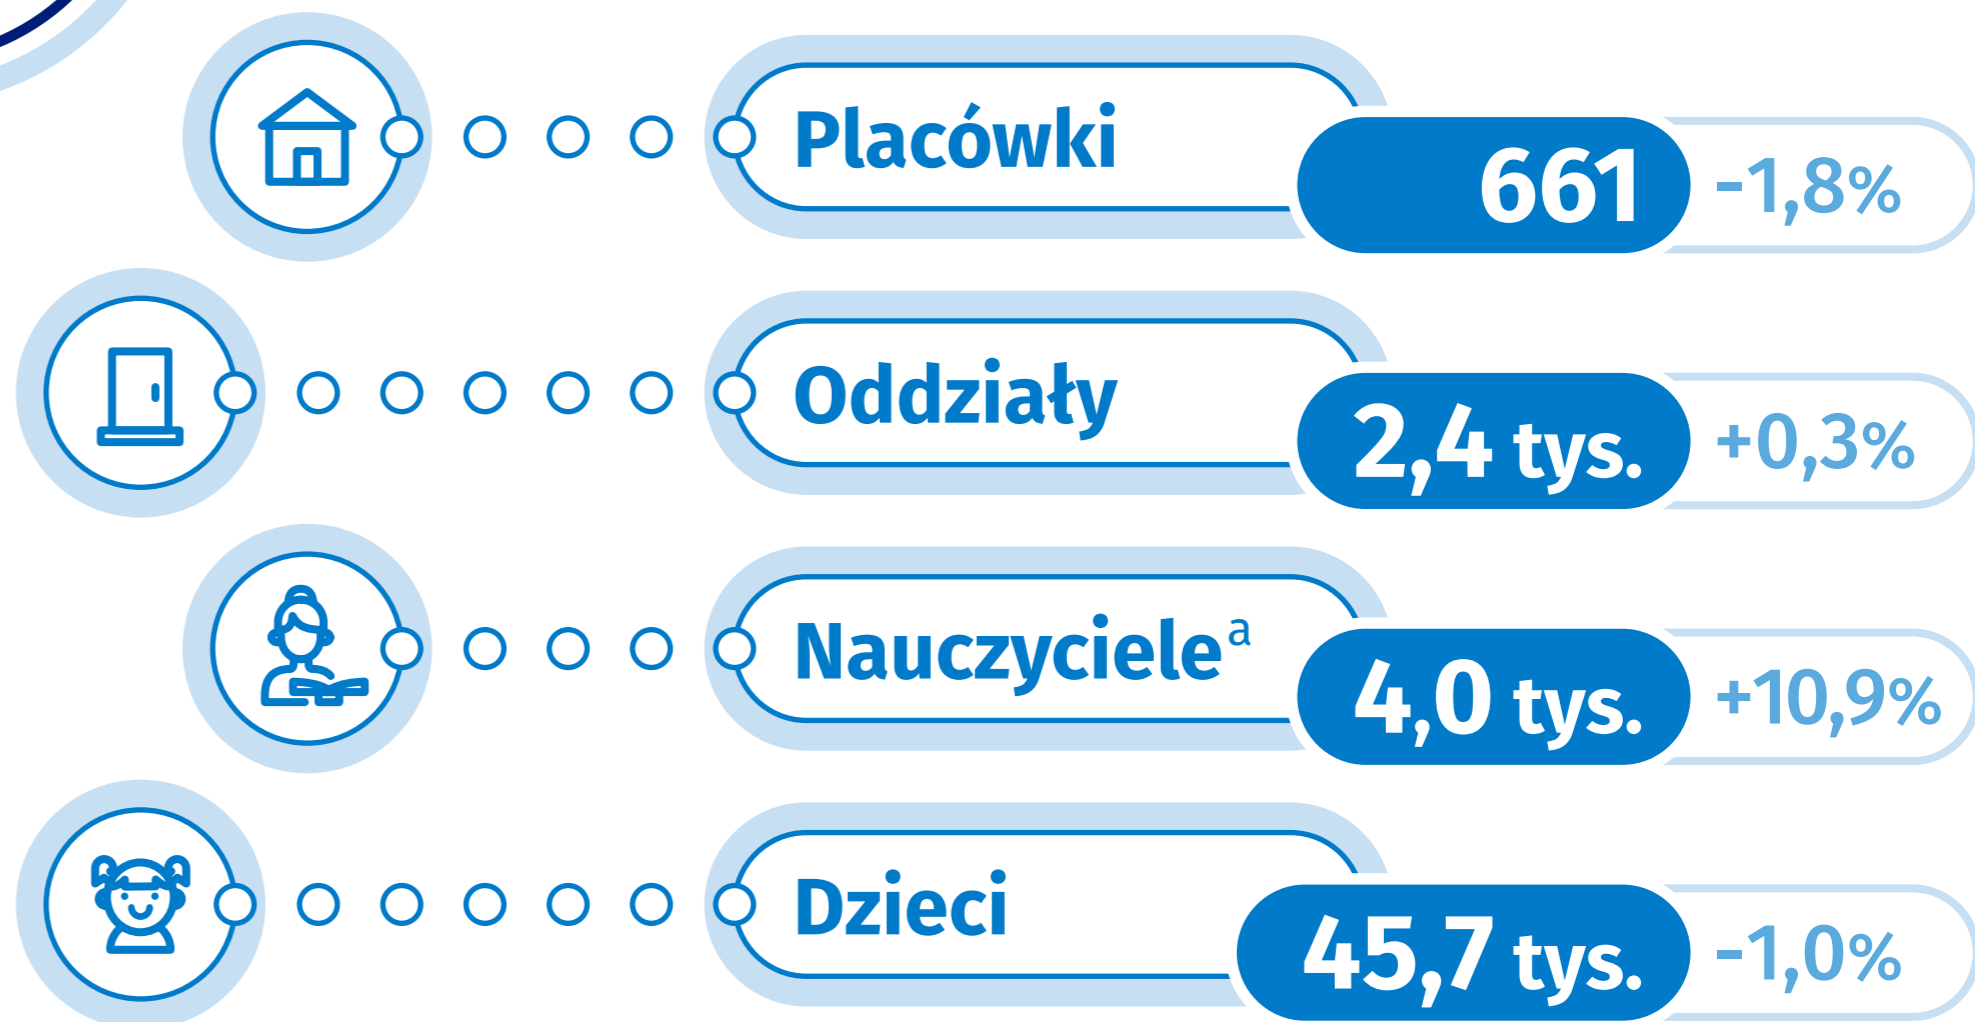 Placówki
661 -1,8%
Oddziały
2,4 tys. +0,3%
Nauczyciele a
4,0 tys. +10,9%
Dzieci
45,7 tys. -1,0%